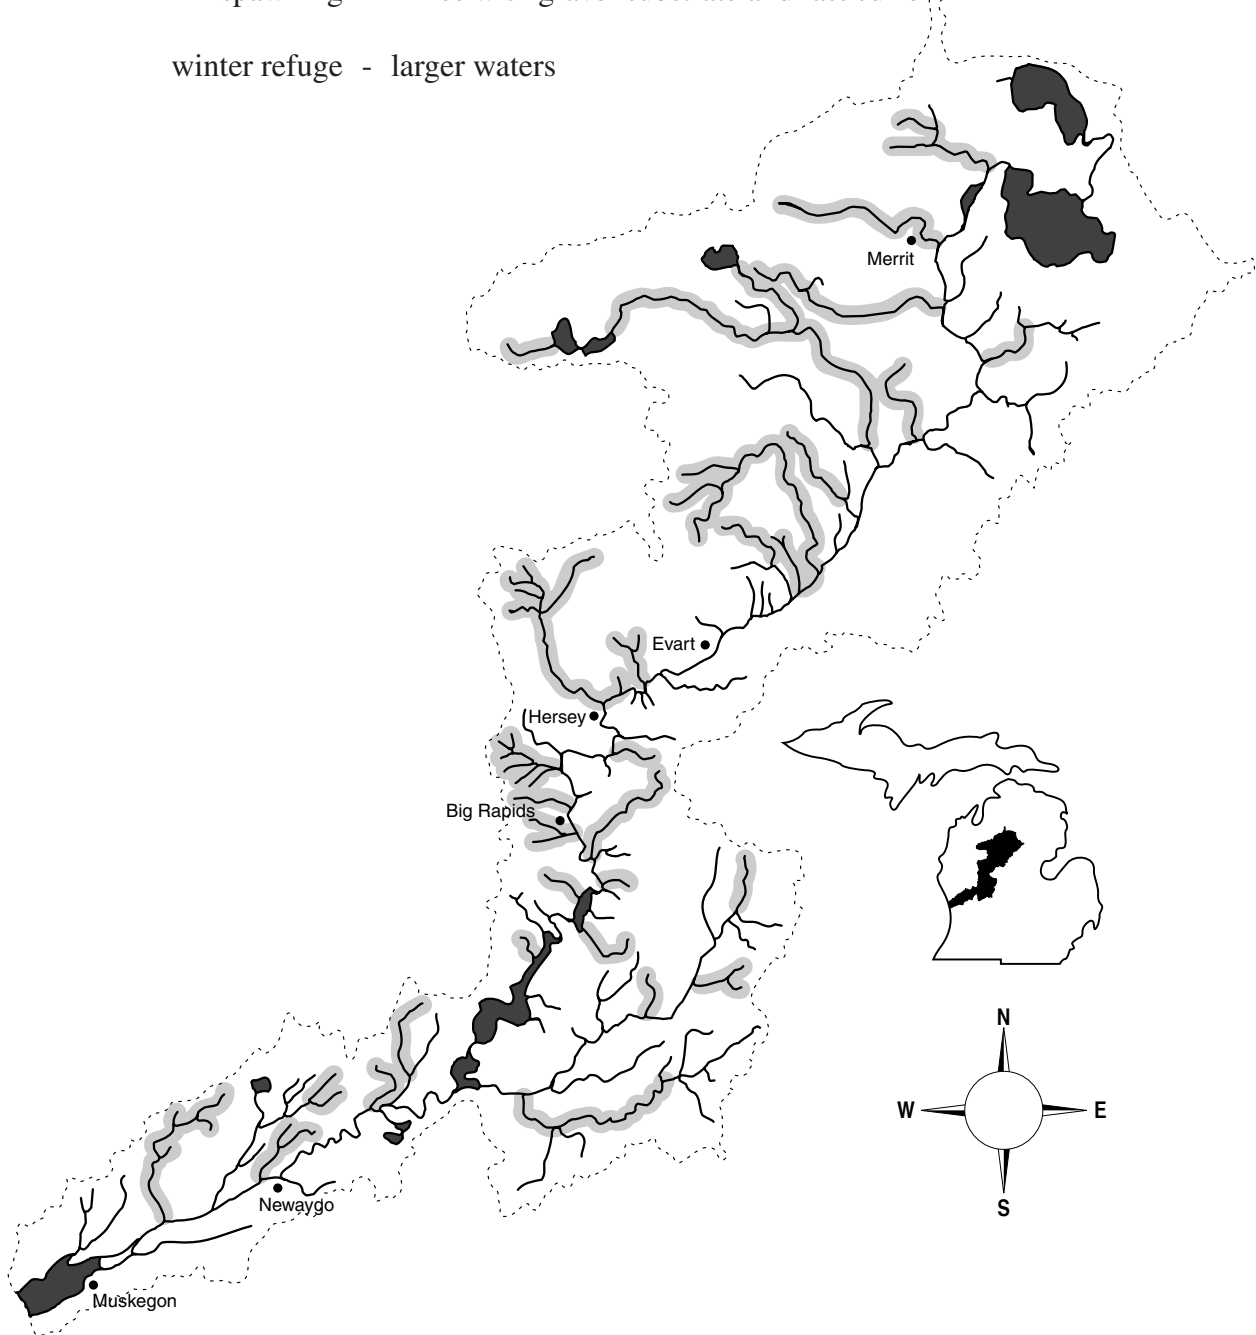 winter refuge - larger waters
Merrit
Evart
Hersey
Big Rapids
N
W
E
S
Newaygo
Muskegon